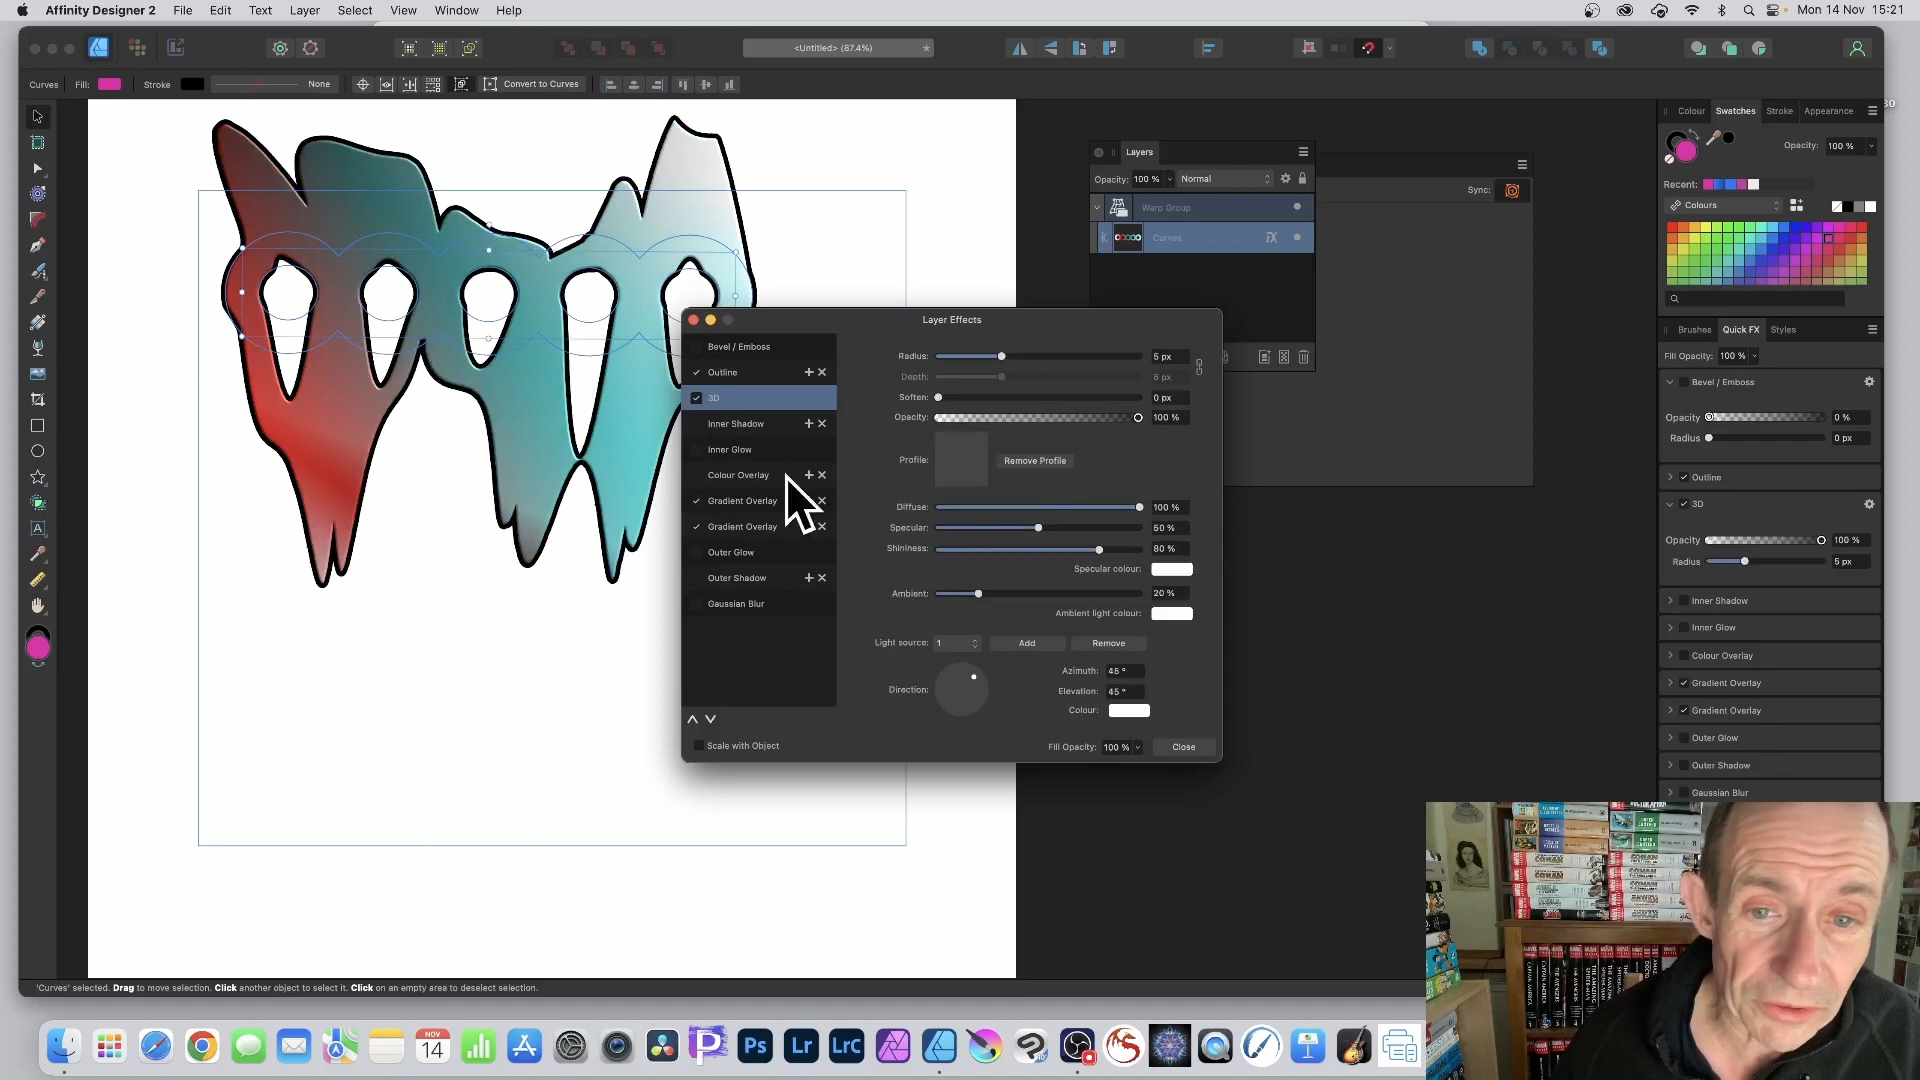 Affinity Designer 2 File Edit Text Layer Select View Window Help
Mon 14 Nov 15:21
<Untitled> (87.4%)
Curves Fill: Stroke None Convert to Curves
Colour Swatches Stroke Appearance
Opacity: 100 %
Recent:
Colours
Brushes Quick FX Styles
Fill Opacity: 100 %
Bevel / Emboss
Opacity 0 %
Radius 0 px
Outline
3D
Opacity 100 %
Radius 5 px
Inner Shadow
Inner Glow
Colour Overlay
Gradient Overlay
Gradient Overlay
Outer Glow
Outer Shadow
Gaussian Blur
Layers
Opacity: 100 % Normal
Warp Group
Curves
Sync:
Layer Effects
Bevel / Emboss
Outline
3D
Inner Shadow
Inner Glow
Colour Overlay
Gradient Overlay
Gradient Overlay
Outer Glow
Outer Shadow
Gaussian Blur
Scale with Object
Radius: 5 px
Depth: 6 px
Soften: 0 px
Opacity: 100 %
Profile: Remove Profile
Diffuse: 100 %
Specular: 50 %
Shininess: 80 %
Specular colour:
Ambient: 20 %
Ambient light colour:
Light source: 1 Add Remove
Direction:
Azimuth: 45 °
Elevation: 45 °
Colour:
Fill Opacity: 100 % Close
'Curves' selected. Drag to move selection. Click another object to select it. Click on an empty area to deselect selection.
NOV
14
Ps
Lr
LrC